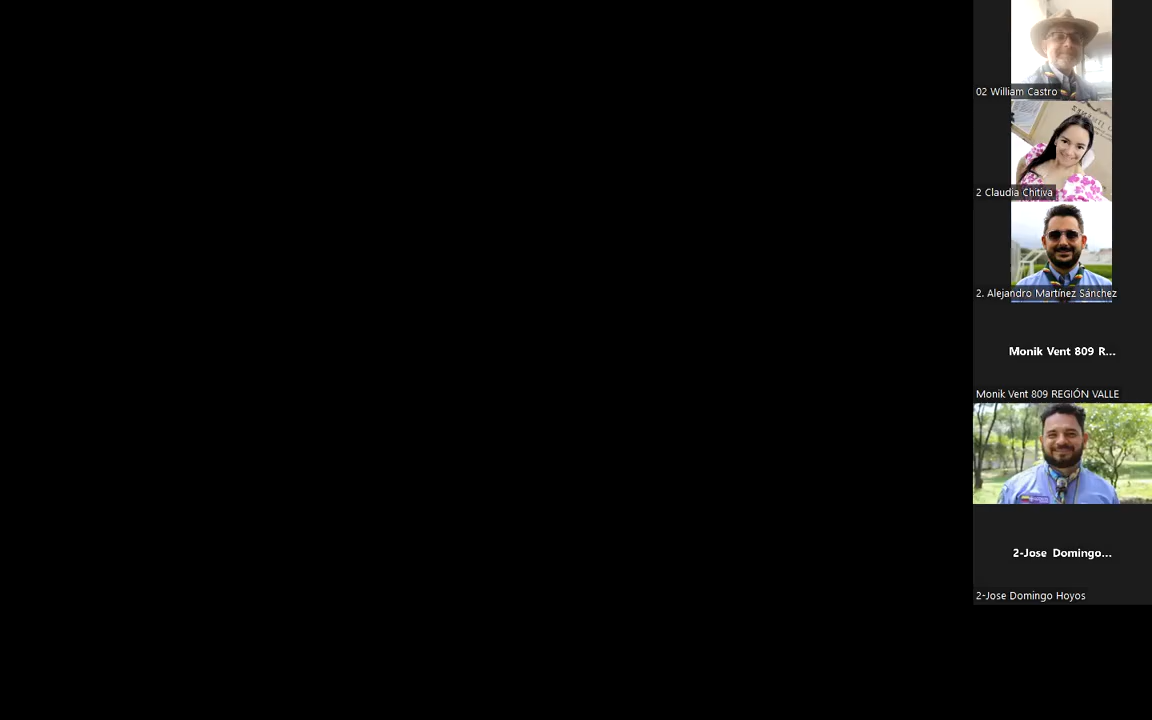 02 William Castro
2 Claudia Chitiva
2. Alejandro Martínez Sánchez
Monik Vent 809 R...
Monik Vent 809 REGIÓN VALLE
2-Jose Domingo...
2-Jose Domingo Hoyos